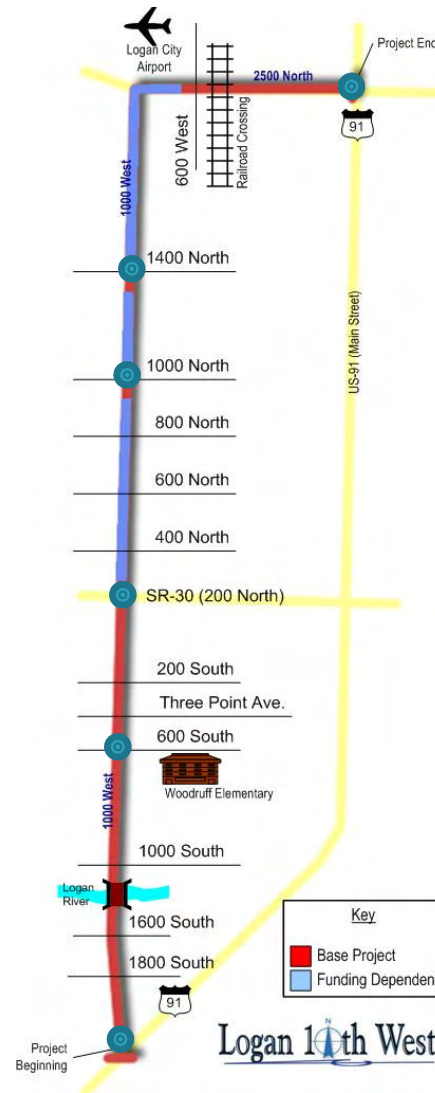 Logan City
Airport
Project End
2500 North
91
600 West
Railroad Crossing
1000 West
1400 North
1000 North
US-91 (Main Street)
800 North
600 North
400 North
SR-30 (200 North)
200 South
Three Point Ave.
600 South
Woodruff Elementary
1000 West
1000 South
Logan
River
1600 South
1800 South
91
Key
Base Project
Funding Dependen
Project
Beginning
N
Logan 10th West